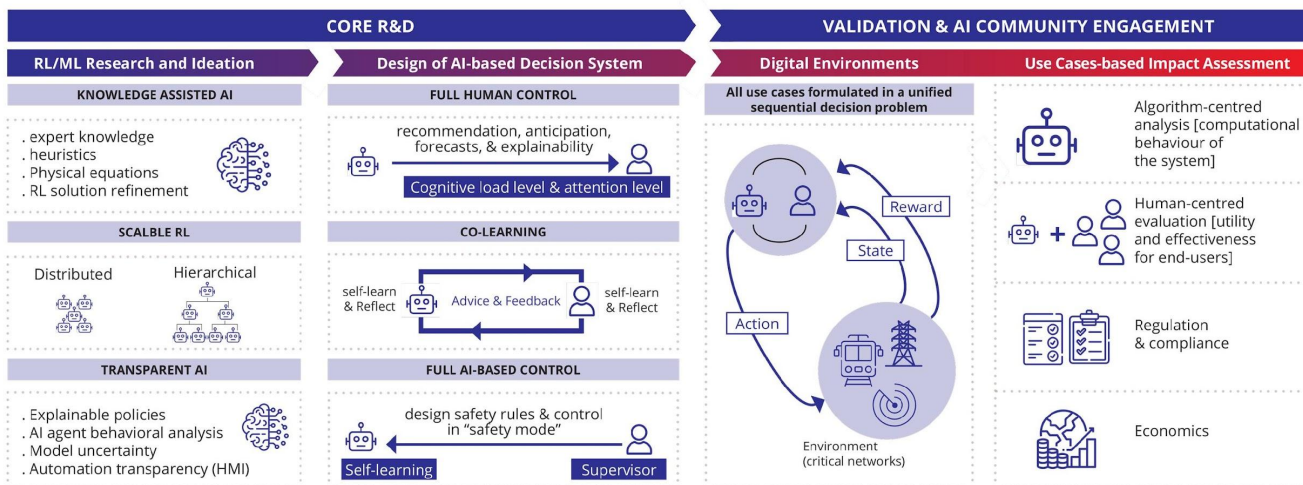 CORE R&D
VALIDATION & AI COMMUNITY ENGAGEMENT
RL/ML Research and Ideation
Design of AI-based Decision System
Digital Environments
Use Cases-based Impact Assessment
KNOWLEDGE ASSISTED AI
. expert knowledge
. heuristics
. Physical equations
. RL solution refinement
SCALBLE RL
Distributed
Hierarchical
TRANSPARENT AI
. Explainable policies
. AI agent behavioral analysis
. Model uncertainty
. Automation transparency (HMI)
FULL HUMAN CONTROL
recommendation, anticipation,
forecasts, & explainability
Cognitive load level & attention level
CO-LEARNING
self-learn
& Reflect
Advice & Feedback
self-learn
& Reflect
FULL AI-BASED CONTROL
design safety rules & control
in “safety mode”
Self-learning
Supervisor
All use cases formulated in a unified
sequential decision problem
Reward
State
Action
Environment
(critical networks)
Algorithm-centred
analysis [computational
behaviour of
the system]
Human-centred
evaluation [utility
and effectiveness
for end-users]
Regulation
& compliance
Economics